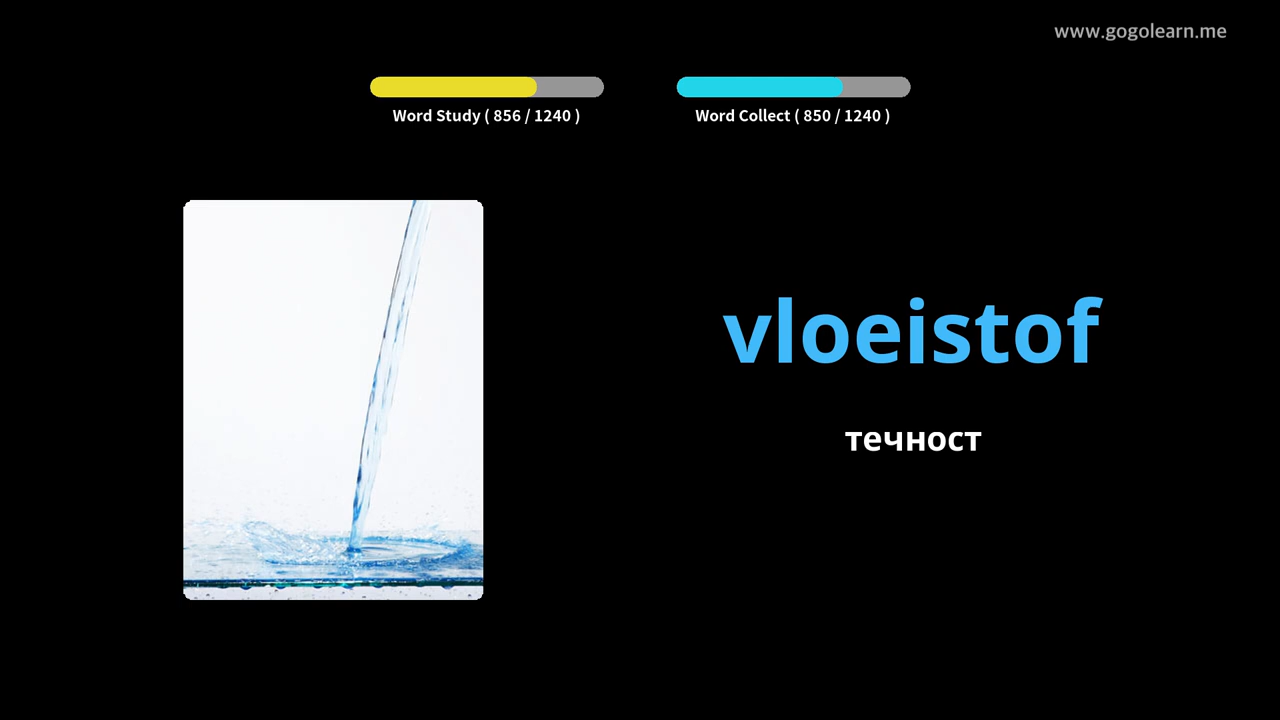 www.gogolearn.me
Word Study ( 856 / 1240 )
Word Collect ( 850 / 1240 )
vloeistof
течност